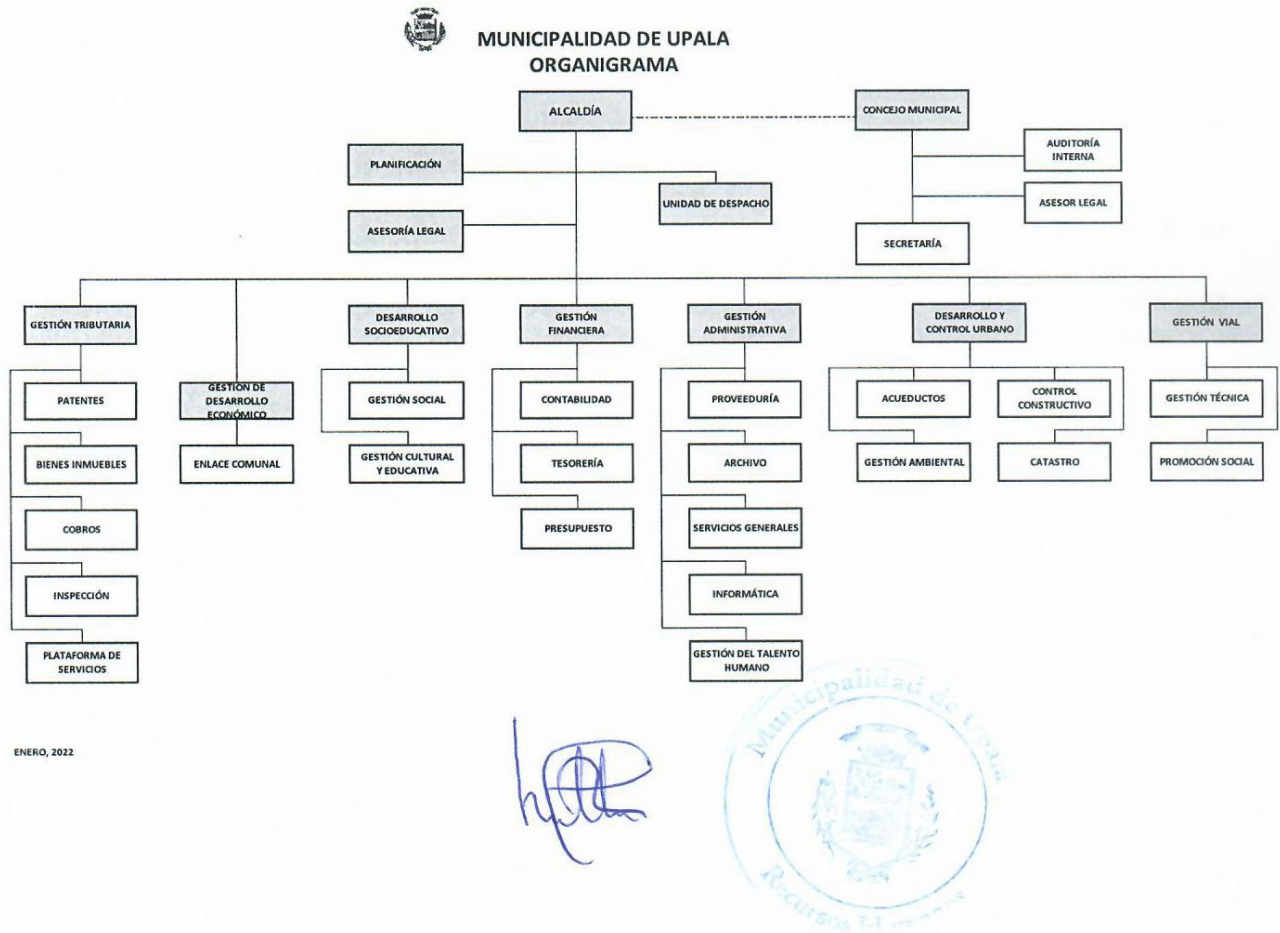 MUNICIPALIDAD DE UPALA
ORGANIGRAMA
ALCALDÍA
CONCEJO MUNICIPAL
AUDITORÍA
INTERNA
PLANIFICACIÓN
UNIDAD DE DESPACHO
ASESOR LEGAL
ASESORÍA LEGAL
SECRETARÍA
GESTIÓN TRIBUTARIA
PATENTES
BIENES INMUEBLES
COBROS
INSPECCIÓN
PLATAFORMA DE
SERVICIOS
GESTIÓN DE
DESARROLLO
ECONÓMICO
ENLACE COMUNAL
DESARROLLO
SOCIOEDUCATIVO
GESTIÓN SOCIAL
GESTIÓN CULTURAL
Y EDUCATIVA
GESTIÓN
FINANCIERA
CONTABILIDAD
TESORERÍA
PRESUPUESTO
GESTIÓN
ADMINISTRATIVA
PROVEEDURÍA
ARCHIVO
SERVICIOS GENERALES
INFORMÁTICA
GESTIÓN DEL TALENTO
HUMANO
DESARROLLO Y
CONTROL URBANO
ACUEDUCTOS
CONTROL
CONSTRUCTIVO
GESTIÓN AMBIENTAL
CATASTRO
GESTIÓN VIAL
GESTIÓN TÉCNICA
PROMOCIÓN SOCIAL
ENERO, 2022
Municipalidad de Upala
Recursos